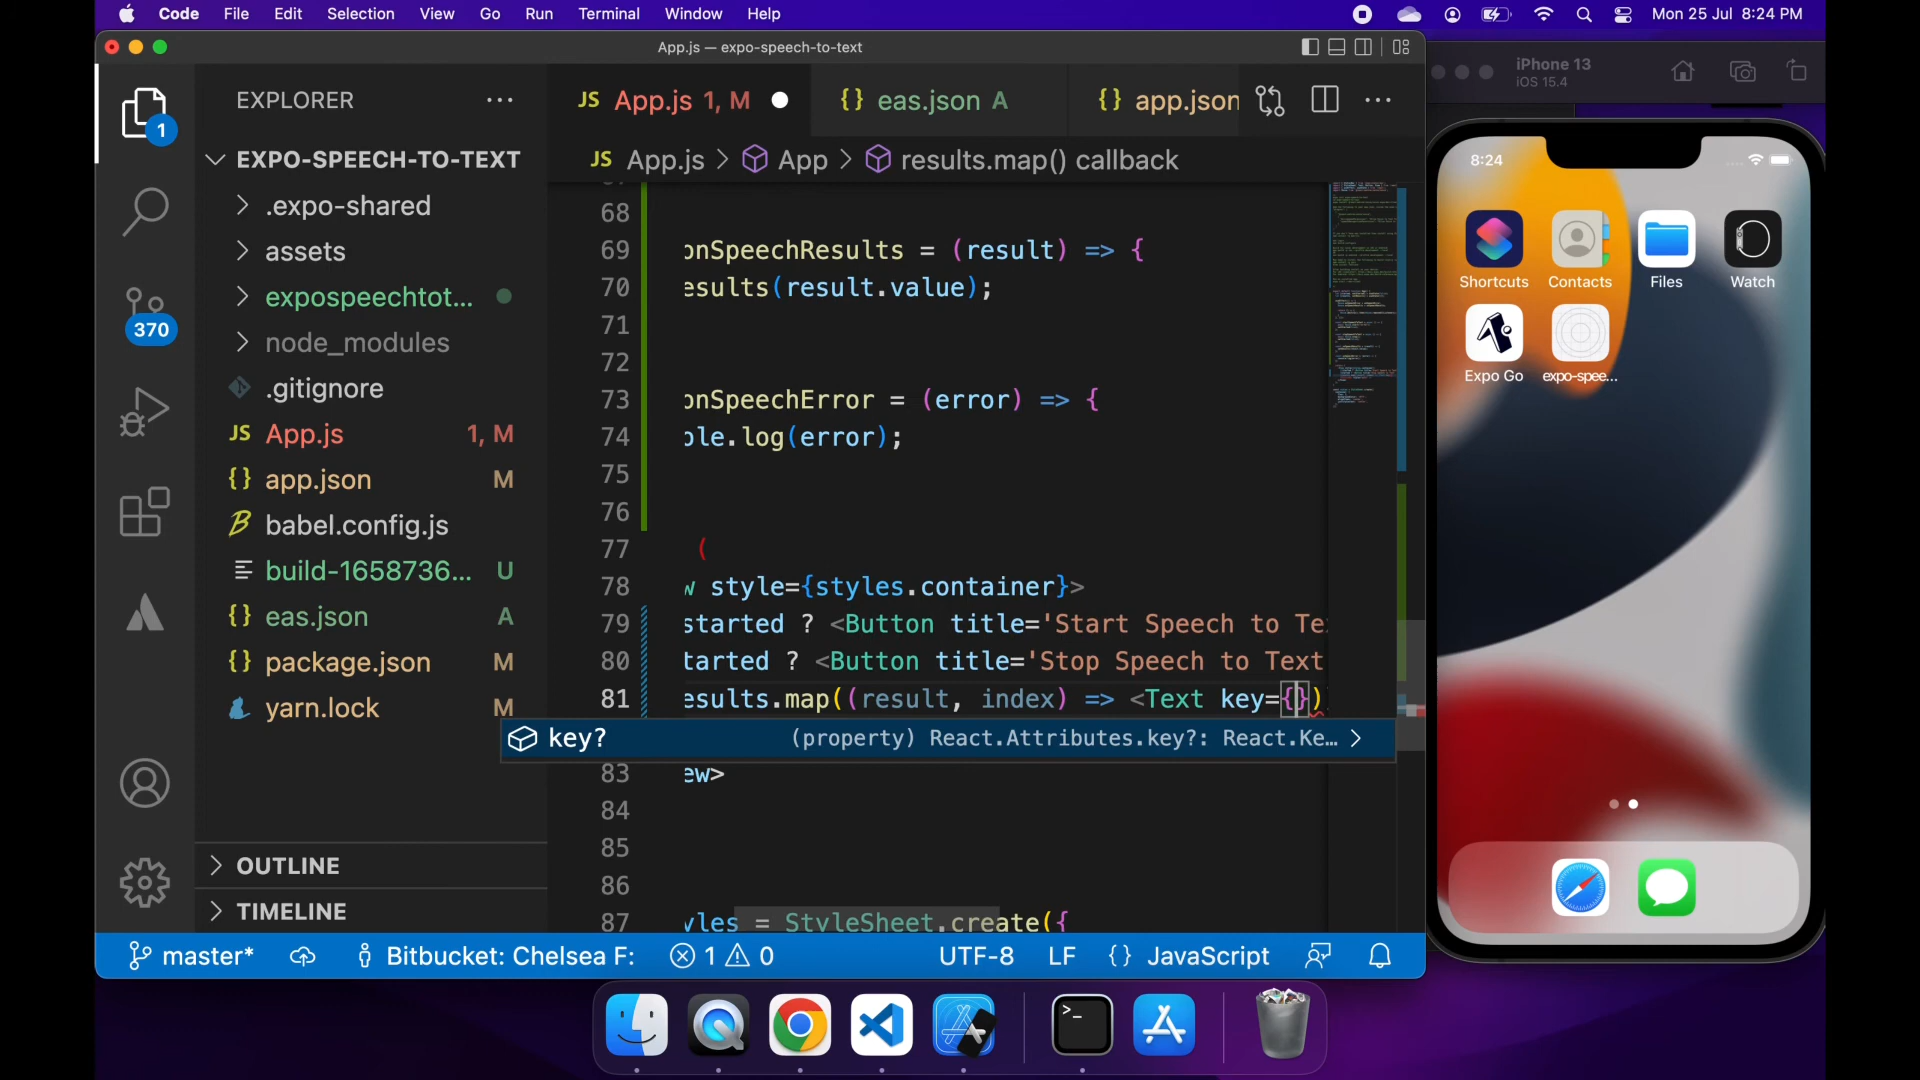 Code File Edit Selection View Go Run Terminal Window Help Mon 25 Jul 8:24 PM
App.js — expo-speech-to-text
iPhone 13
iOS 15.4
EXPLORER
JS App.js 1, M
{} eas.json A
{} app.json
EXPO-SPEECH-TO-TEXT
JS App.js > App > results.map() callback
.expo-shared
assets
expospeechtot...
node_modules
.gitignore
JS App.js 1, M
{} app.json M
babel.config.js
build-1658736... U
{} eas.json A
{} package.json M
yarn.lock M
OUTLINE
TIMELINE
1
370
68
69 onSpeechResults = (result) => {
70 esults(result.value);
71
72
73 onSpeechError = (error) => {
74 ole.log(error);
75
76
77 (
78 w style={styles.container}>
79 started ? <Button title='Start Speech to Te
80 tarted ? <Button title='Stop Speech to Text
81 esults.map((result, index) => <Text key={})
key? (property) React.Attributes.key?: React.Ke... >
83 ew>
84
85
86
87 yles = StyleSheet.create({
master* Bitbucket: Chelsea F: 1 0 UTF-8 LF {} JavaScript
8:24
Shortcuts Contacts Files Watch
Expo Go expo-spee...